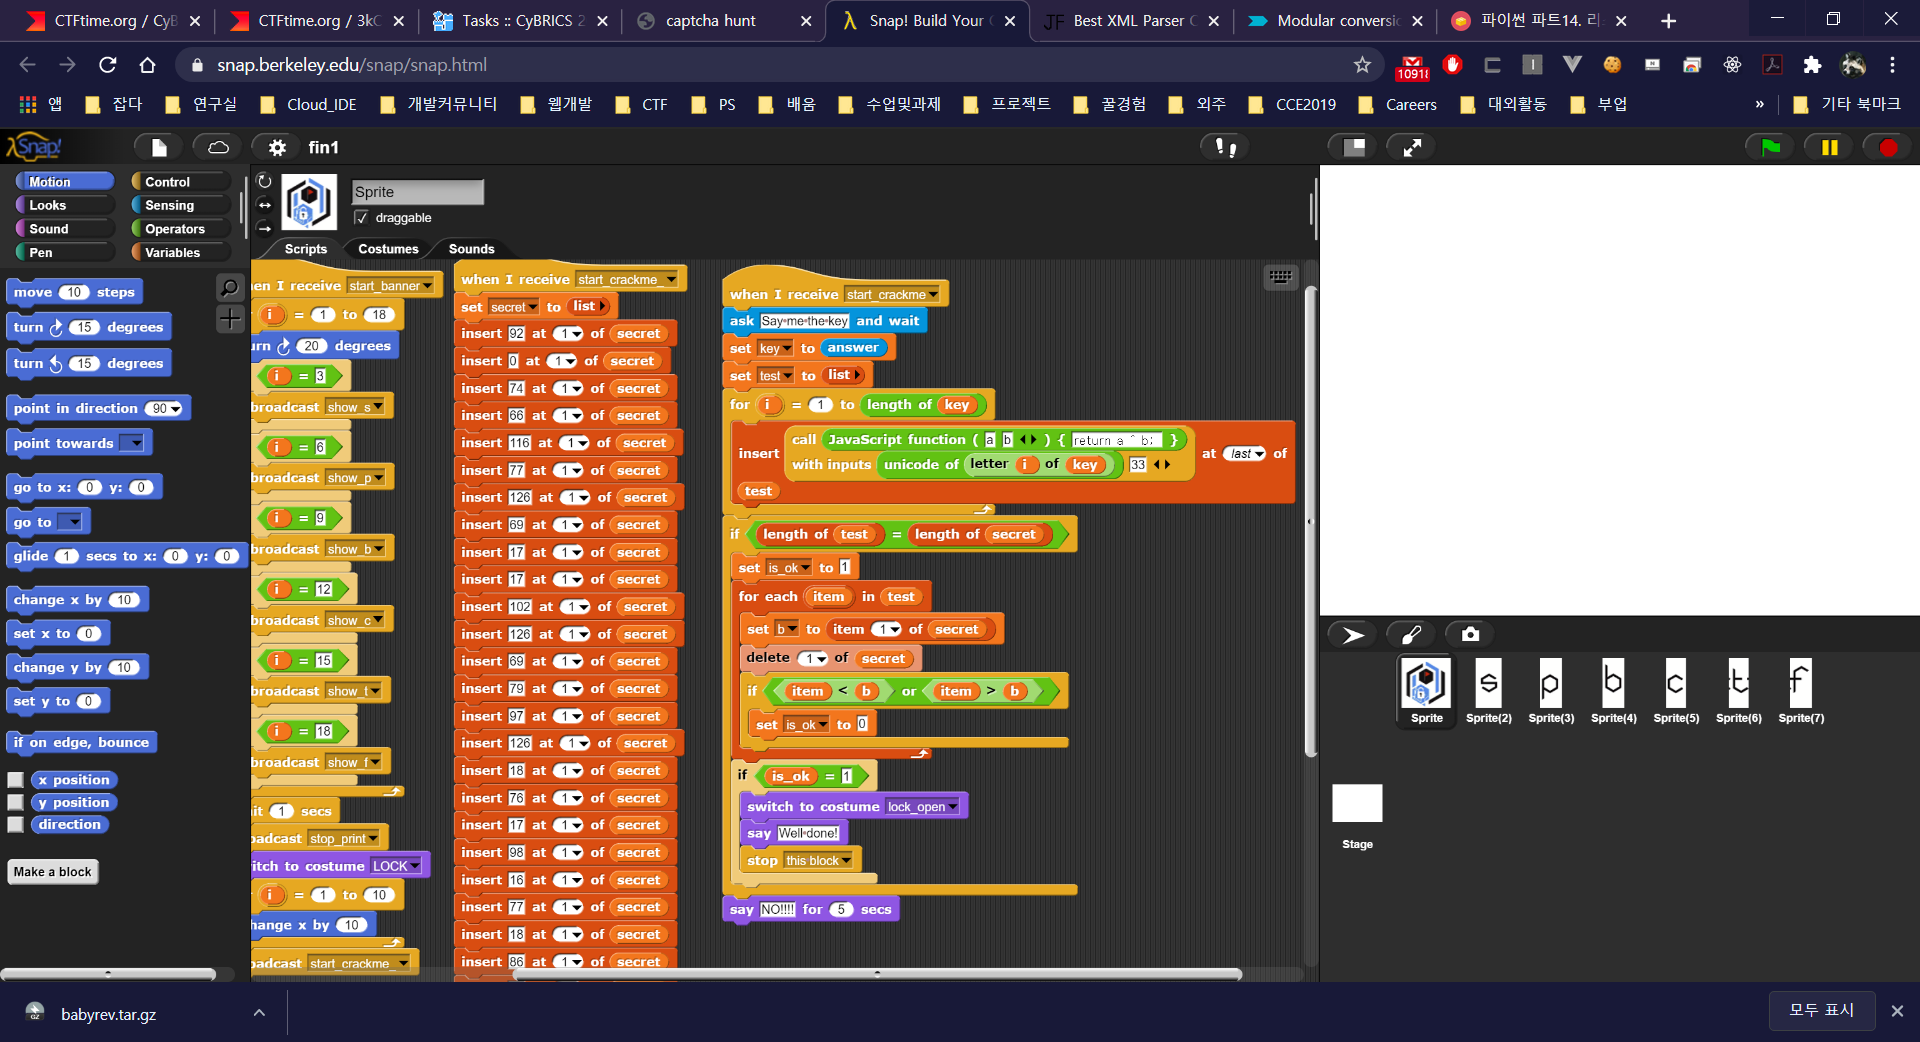 CTFtime.org / CyB
CTFtime.org / 3kC
Tasks :: CyBRICS 2
captcha hunt
Snap! Build Your O
Best XML Parser O
Modular conversi
파이썬 파트14. 리
snap.berkeley.edu/snap/snap.html
1091
앱
잡다
연구실
Cloud_IDE
개발커뮤니티
웹개발
CTF
PS
배움
수업및과제
프로젝트
꿀경험
외주
CCE2019
Careers
대외활동
부업
»
기타 북마크
Snap!
fin1
Motion
Control
Looks
Sensing
Sound
Operators
Pen
Variables
Sprite
draggable
Scripts
Costumes
Sounds
move 10 steps
turn 15 degrees
turn 15 degrees
point in direction 90
point towards
go to x: 0 y: 0
go to
glide 1 secs to x: 0 y: 0
change x by 10
set x to 0
change y by 10
set y to 0
if on edge, bounce
x position
y position
direction
Make a block
en I receive start_banner
i = 1 to 18
urn 20 degrees
i = 3
broadcast show_s
i = 6
broadcast show_p
i = 9
broadcast show_b
i = 12
broadcast show_c
i = 15
broadcast show_t
i = 18
broadcast show_f
it 1 secs
oadcast stop_print
itch to costume LOCK
i = 1 to 10
hange x by 10
oadcast start_crackme_
when I receive start_crackme_
set secret to list
insert 92 at 1 of secret
insert 0 at 1 of secret
insert 74 at 1 of secret
insert 66 at 1 of secret
insert 116 at 1 of secret
insert 77 at 1 of secret
insert 126 at 1 of secret
insert 69 at 1 of secret
insert 17 at 1 of secret
insert 17 at 1 of secret
insert 102 at 1 of secret
insert 126 at 1 of secret
insert 69 at 1 of secret
insert 79 at 1 of secret
insert 97 at 1 of secret
insert 126 at 1 of secret
insert 18 at 1 of secret
insert 76 at 1 of secret
insert 17 at 1 of secret
insert 98 at 1 of secret
insert 16 at 1 of secret
insert 77 at 1 of secret
insert 18 at 1 of secret
insert 86 at 1 of secret
when I receive start_crackme
ask Say•me•the•key and wait
set key to answer
set test to list
for i = 1 to length of key
call JavaScript function ( a b ) { return a ^ b; }
insert
at last of
with inputs unicode of letter i of key 33
test
if length of test = length of secret
set is_ok to 1
for each item in test
set b to item 1 of secret
delete 1 of secret
if item < b or item > b
set is_ok to 0
if is_ok = 1
switch to costume lock_open
say Well•done!
stop this block
say NO!!!! for 5 secs
s
p
b
c
t
f
Sprite
Sprite(2)
Sprite(3)
Sprite(4)
Sprite(5)
Sprite(6)
Sprite(7)
Stage
babyrev.tar.gz
모두 표시